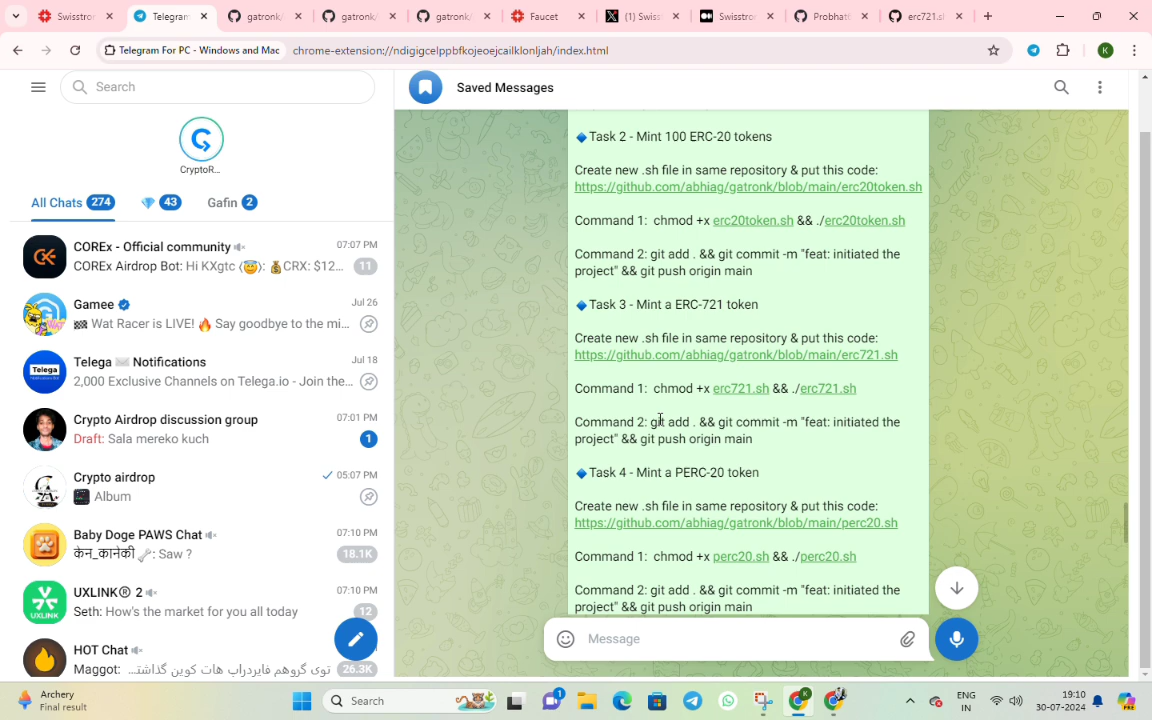 Swisstro
Telegram
gatronk/
gatronk/
gatronk/
Faucet
(1) Swiss
Swisstro
Probhat
erc721.sl
Telegram For PC - Windows and Mac
chrome-extension://ndigigcelppbfkojeoejcailklonljah/index.html
K
Search
Saved Messages
CryptoR...
All Chats 274
43
Gafin 2
COREx - Official community
07:07 PM
COREx Airdrop Bot: Hi KXgtc (😇): 💰CRX: $12...
11
Gamee
Jul 26
🏁 Wat Racer is LIVE! 🔥 Say goodbye to the mi...
Telega ✉️ Notifications
Jul 18
2,000 Exclusive Channels on Telega.io - Join the...
Crypto Airdrop discussion group
07:01 PM
Draft: Sala mereko kuch
1
Crypto airdrop
05:07 PM
Album
Baby Doge PAWS Chat
07:10 PM
केन_कानेकी 🦴: Saw ?
18.1K
UXLINK® 2
07:10 PM
Seth: How's the market for you all today
12
HOT Chat
Maggot: توی گروهم فایردراپ هات کوین گذاشتد...
26.3K
🔹Task 2 - Mint 100 ERC-20 tokens
Create new .sh file in same repository & put this code:
https://github.com/abhiag/gatronk/blob/main/erc20token.sh
Command 1:  chmod +x erc20token.sh && ./erc20token.sh
Command 2: git add . && git commit -m "feat: initiated the
project" && git push origin main
🔹Task 3 - Mint a ERC-721 token
Create new .sh file in same repository & put this code:
https://github.com/abhiag/gatronk/blob/main/erc721.sh
Command 1:  chmod +x erc721.sh && ./erc721.sh
Command 2: git add . && git commit -m "feat: initiated the
project" && git push origin main
🔹Task 4 - Mint a PERC-20 token
Create new .sh file in same repository & put this code:
https://github.com/abhiag/gatronk/blob/main/perc20.sh
Command 1:  chmod +x perc20.sh && ./perc20.sh
Command 2: git add . && git commit -m "feat: initiated the
project" && git push origin main
Message
Archery
Final result
Search
1
ENG
IN
19:10
30-07-2024